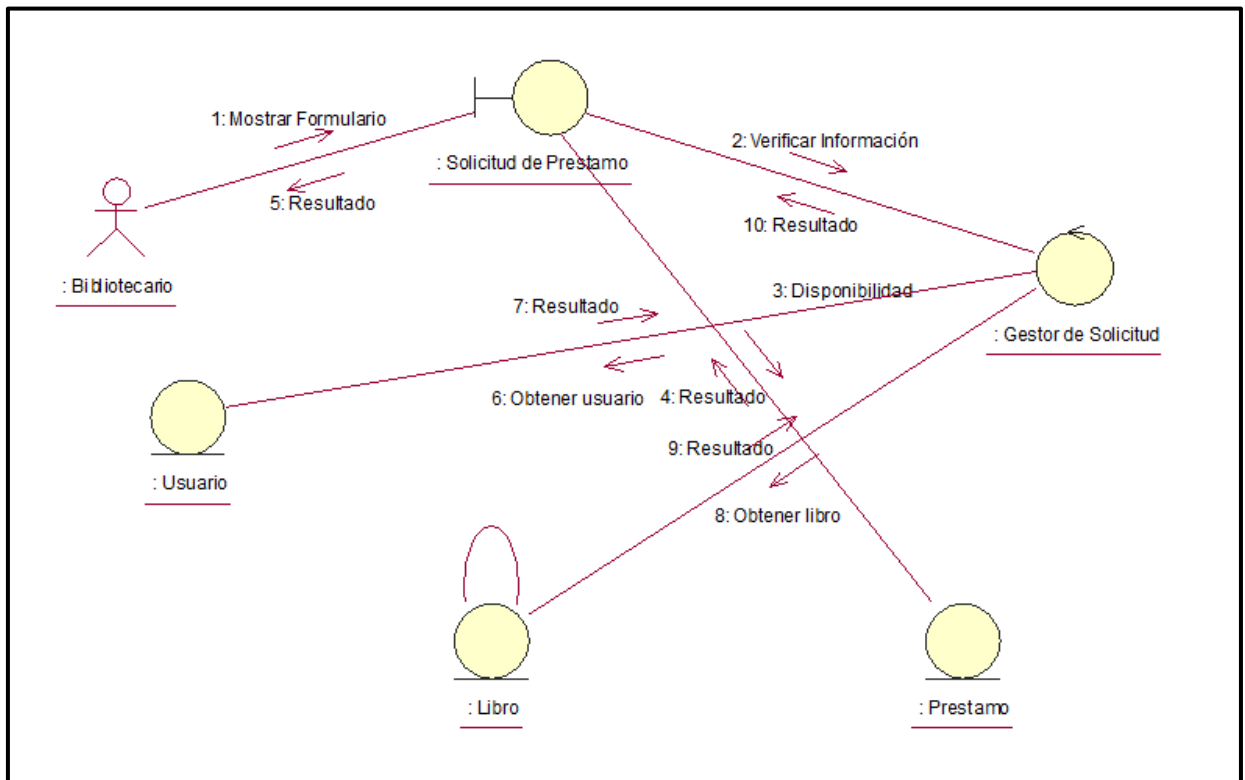 1: Mostrar Formulario
2: Verificar Información
: Solicitud de Prestamo
5: Resultado
10: Resultado
: Bibliotecario
7: Resultado
3: Disponibilidad
: Gestor de Solicitud
6: Obtener usuario
4: Resultado
9: Resultado
: Usuario
8: Obtener libro
: Libro
: Prestamo